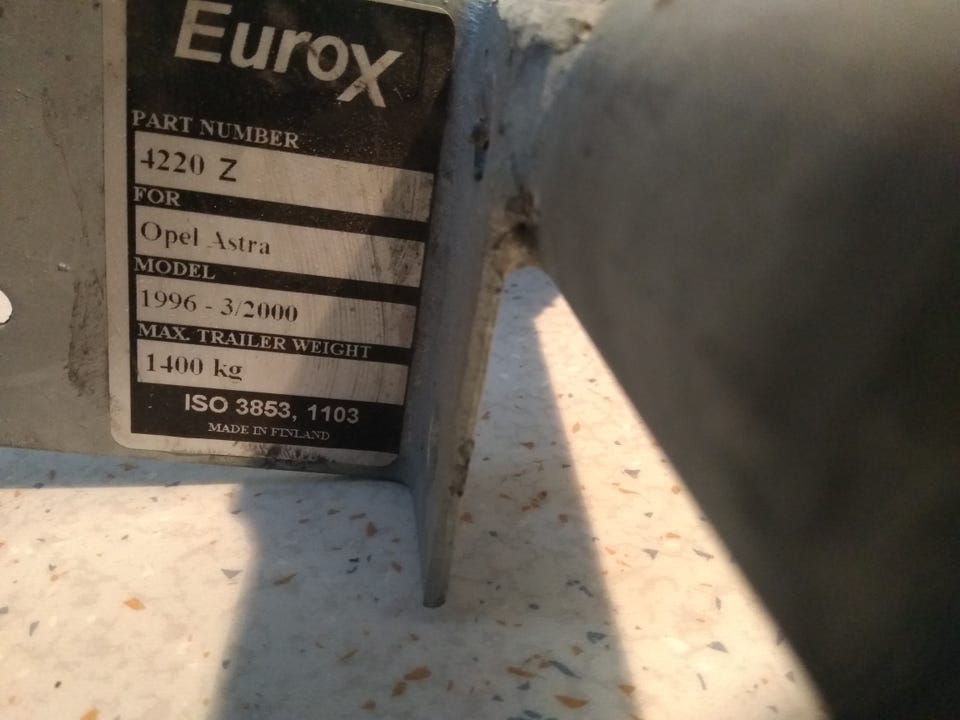 EuroX
PART NUMBER
4220 Z
FOR
Opel Astra
MODEL
1996 - 3/2000
MAX. TRAILER WEIGHT
1400 kg
ISO 3853, 1103
MADE IN FINLAND